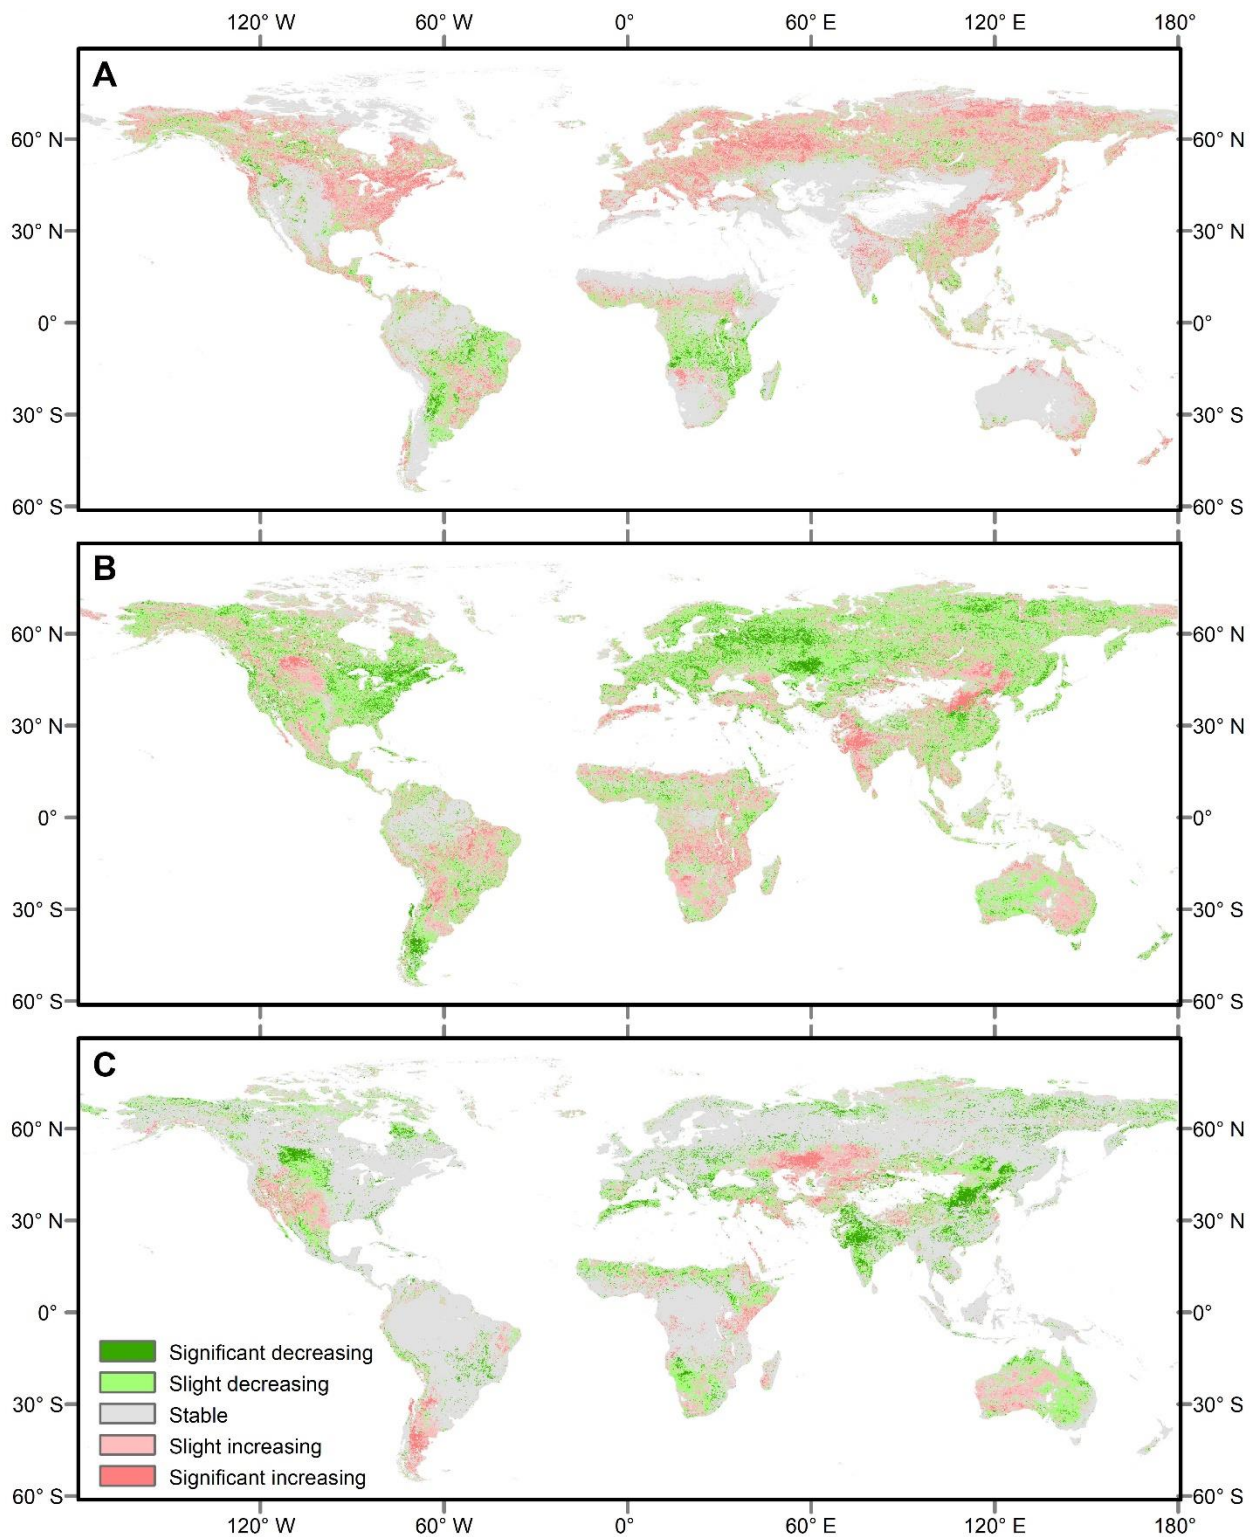 120° W 60° W 0° 60° E 120° E 180°
A
60° N 60° N
30° N 30° N
0° 0°
30° S 30° S
60° S 60° S
B
60° N 60° N
30° N 30° N
0° 0°
30° S 30° S
60° S 60° S
C
60° N 60° N
30° N 30° N
0° 0°
Significant decreasing
Slight decreasing
30° S 30° S
Stable
Slight increasing
Significant increasing
60° S 60° S
120° W 60° W 0° 60° E 120° E 180°